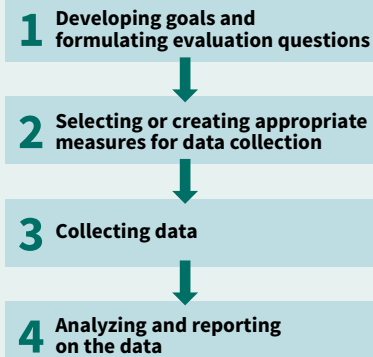 1 Developing goals and
formulating evaluation questions
2 Selecting or creating appropriate
measures for data collection
3 Collecting data
4 Analyzing and reporting
on the data